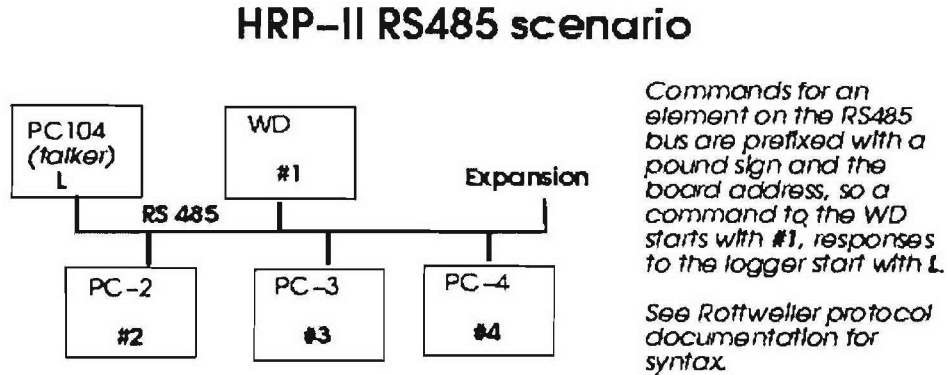 HRP-II RS485 scenario
PC104
(talker)
L
WD
#1
Expansion
RS 485
PC-2
#2
PC-3
#3
PC-4
#4
Commands for an
element on the RS485
bus are prefixed with a
pound sign and the
board address, so a
command to the WD
starts with #1, responses
to the logger start with L.
See Rottweiler protocol
documentation for
syntax.